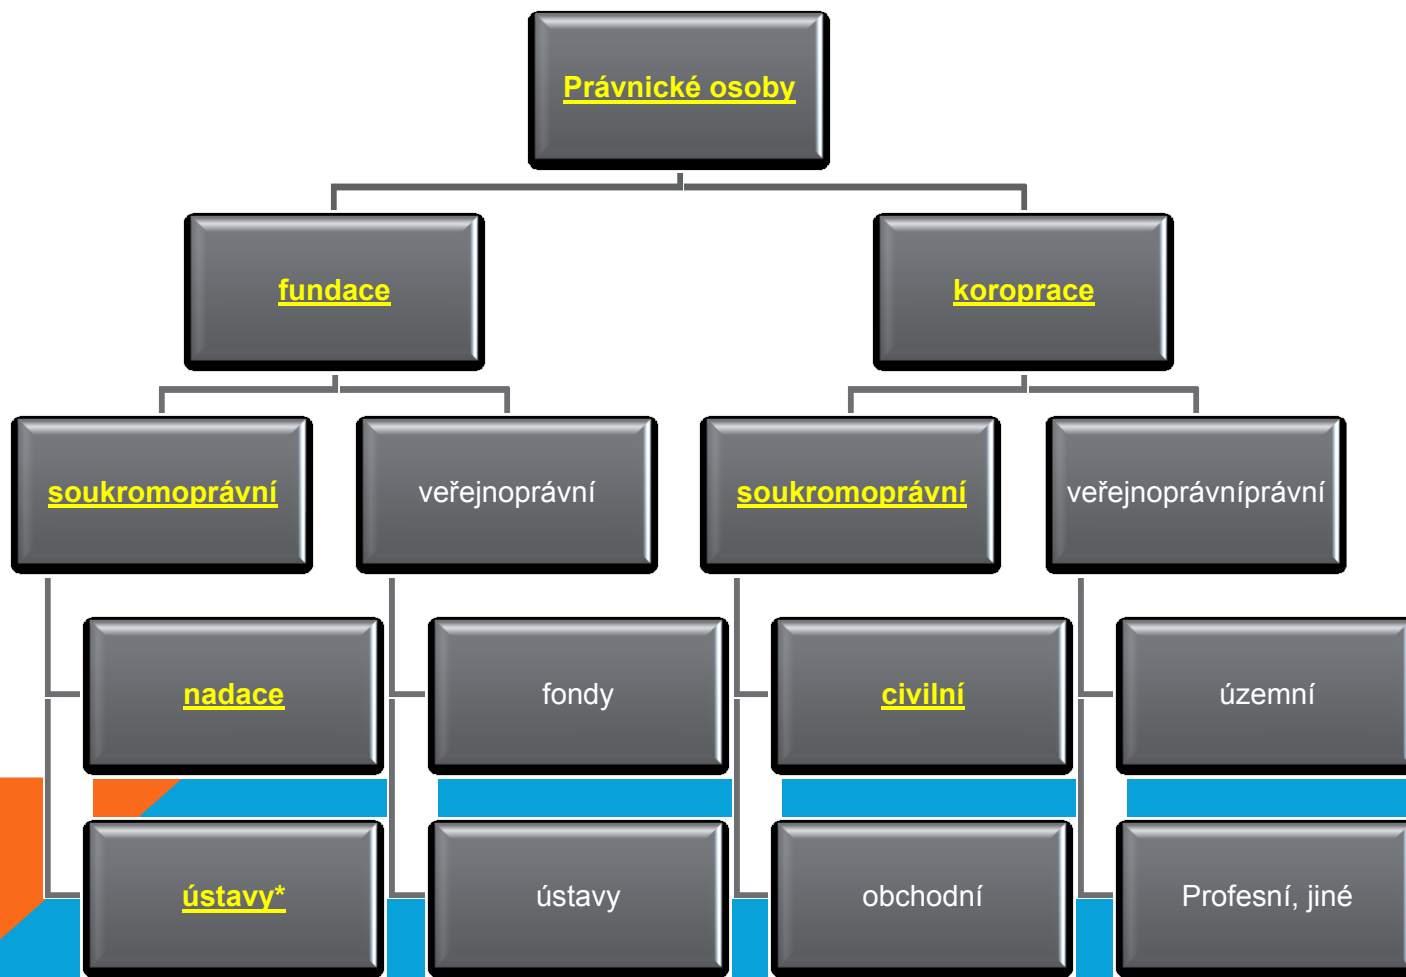 Právnické osoby
fundace
koroprace
soukromoprávní
veřejnoprávní
soukromoprávní
veřejnoprávníprávní
nadace
fondy
civilní
územní
ústavy*
ústavy
obchodní
Profesní, jiné